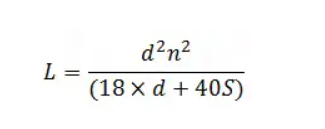 L = d²n² / (18 × d + 40S)